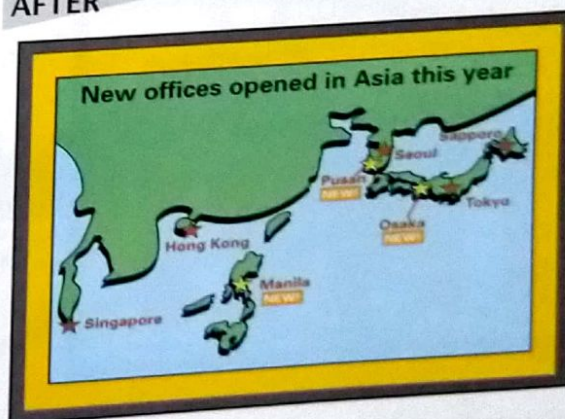 AFTER
New offices opened in Asia this year
Sapporo
Seoul
Pusan
NEW!
Tokyo
Osaka
NEW!
Hong Kong
Manila
NEW!
Singapore